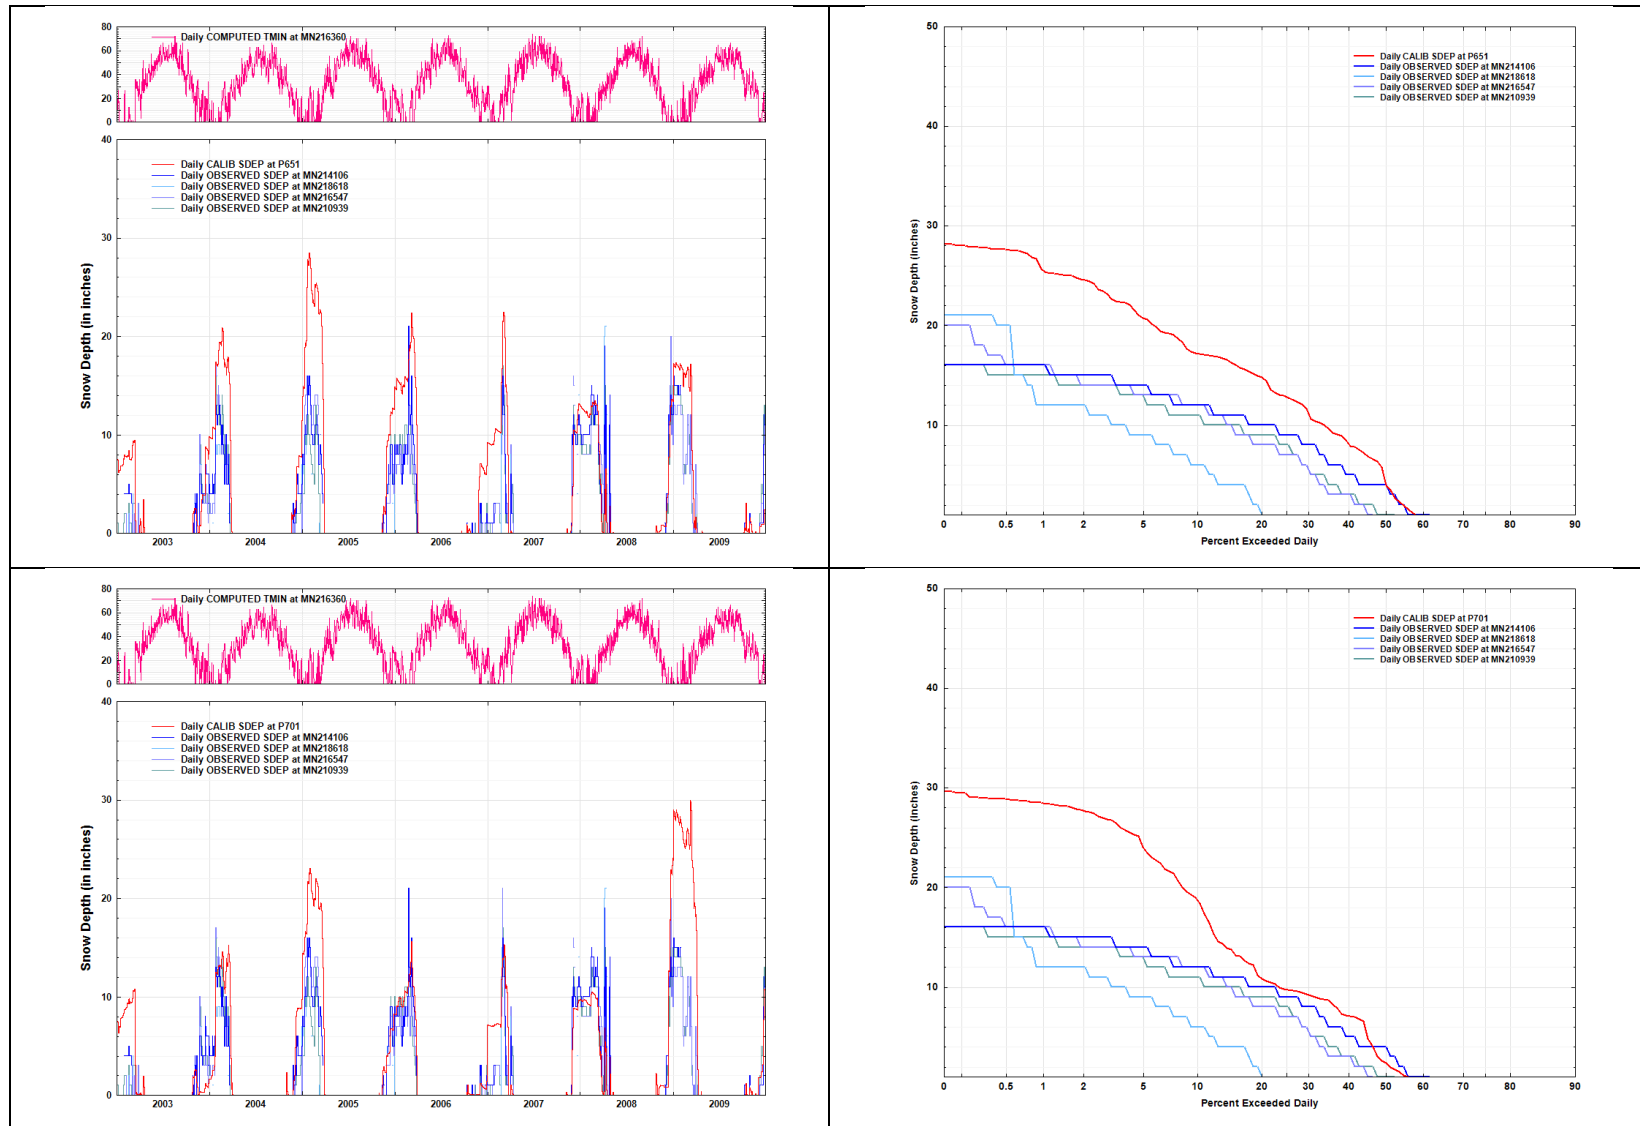 80
60
40
20
0
Daily COMPUTED TMIN at MN216360
40
30
20
10
0
Snow Depth (in inches)
Daily CALIB SDEP at P651
Daily OBSERVED SDEP at MN214106
Daily OBSERVED SDEP at MN218618
Daily OBSERVED SDEP at MN216547
Daily OBSERVED SDEP at MN210939
2003 2004 2005 2006 2007 2008 2009
50
40
30
20
10
Snow Depth (inches)
Daily CALIB SDEP at P651
Daily OBSERVED SDEP at MN214106
Daily OBSERVED SDEP at MN218618
Daily OBSERVED SDEP at MN216547
Daily OBSERVED SDEP at MN210939
0 0.5 1 2 5 10 20 30 40 50 60 70 80 90
Percent Exceeded Daily
80
60
40
20
0
Daily COMPUTED TMIN at MN216360
40
30
20
10
0
Snow Depth (in inches)
Daily CALIB SDEP at P701
Daily OBSERVED SDEP at MN214106
Daily OBSERVED SDEP at MN218618
Daily OBSERVED SDEP at MN216547
Daily OBSERVED SDEP at MN210939
2003 2004 2005 2006 2007 2008 2009
50
40
30
20
10
Snow Depth (inches)
Daily CALIB SDEP at P701
Daily OBSERVED SDEP at MN214106
Daily OBSERVED SDEP at MN218618
Daily OBSERVED SDEP at MN216547
Daily OBSERVED SDEP at MN210939
0 0.5 1 2 5 10 20 30 40 50 60 70 80 90
Percent Exceeded Daily